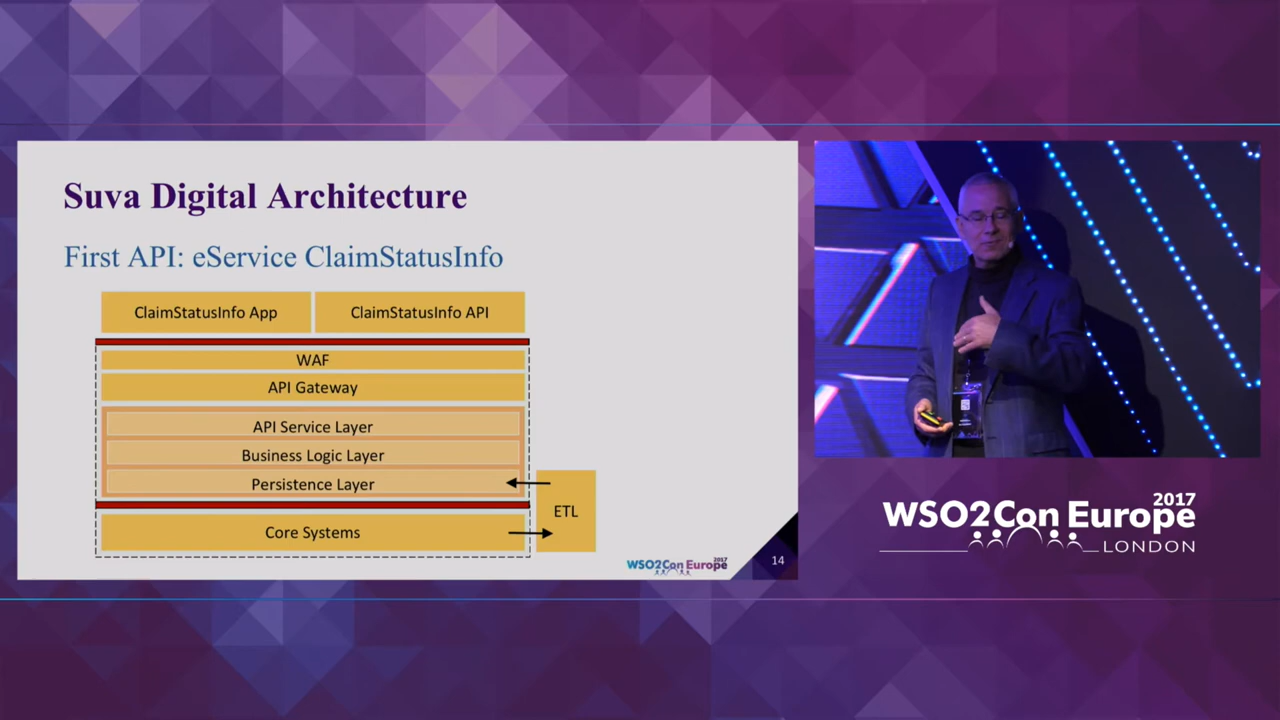 Suva Digital Architecture
First API: eService ClaimStatusInfo
ClaimStatusInfo App
ClaimStatusInfo API
WAF
API Gateway
API Service Layer
Business Logic Layer
Persistence Layer
ETL
Core Systems
WSO2Con Europe 2017
14
WSO2Con Europe 2017
LONDON